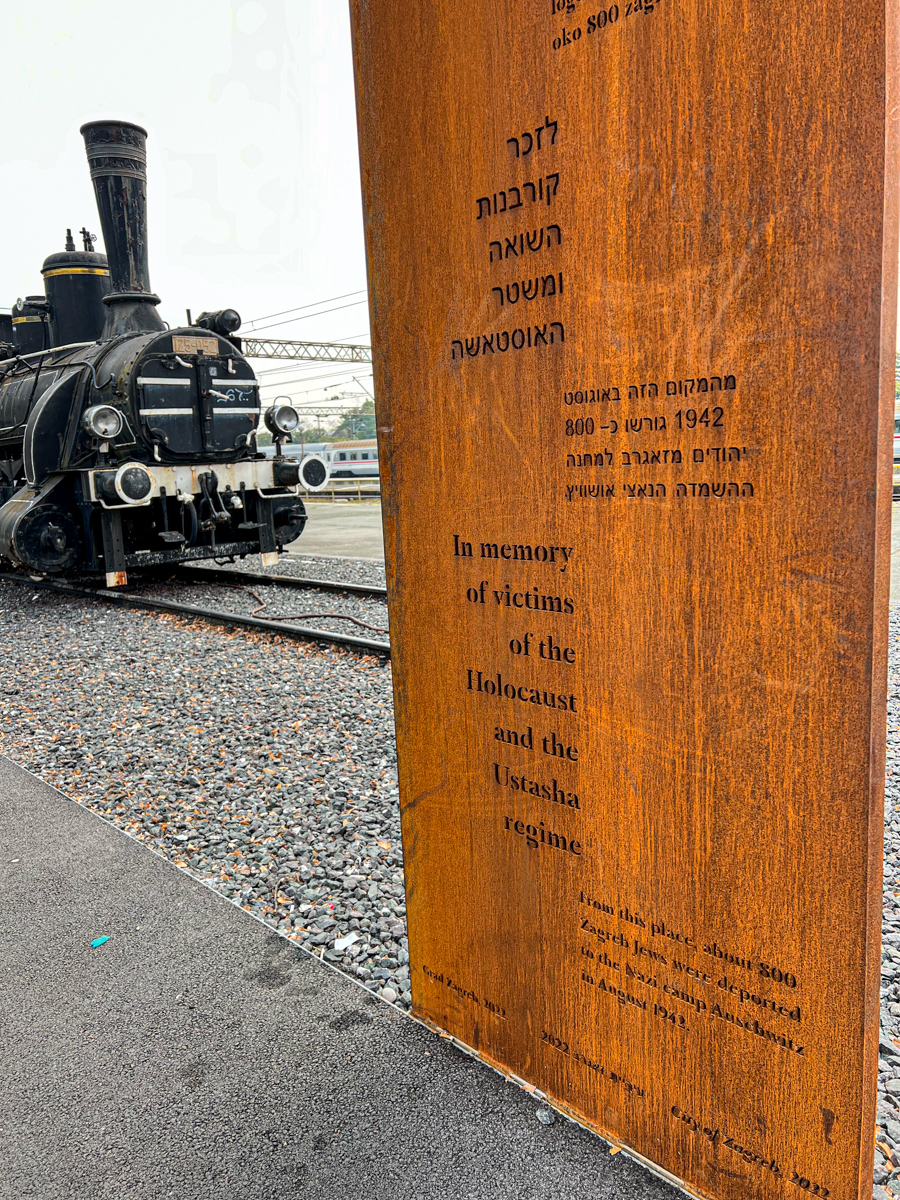 oko 800
לזכר
קורבנות
השואה
ומשטר
האוסטאשה
מהמקום הזה באוגוסט
1942 גורשו כ- 800
יהודים מזאגרב למחנה
ההשמדה הנאצי אושוויץ
In memory
of victims
of the
Holocaust
and the
Ustasha
regime
From this place, about 800
Zagreb Jews were deported
to the Nazi camp Auschwitz
in August 1942.
Grad Zagreb, 2022
2022
City of Zagreb, 2022